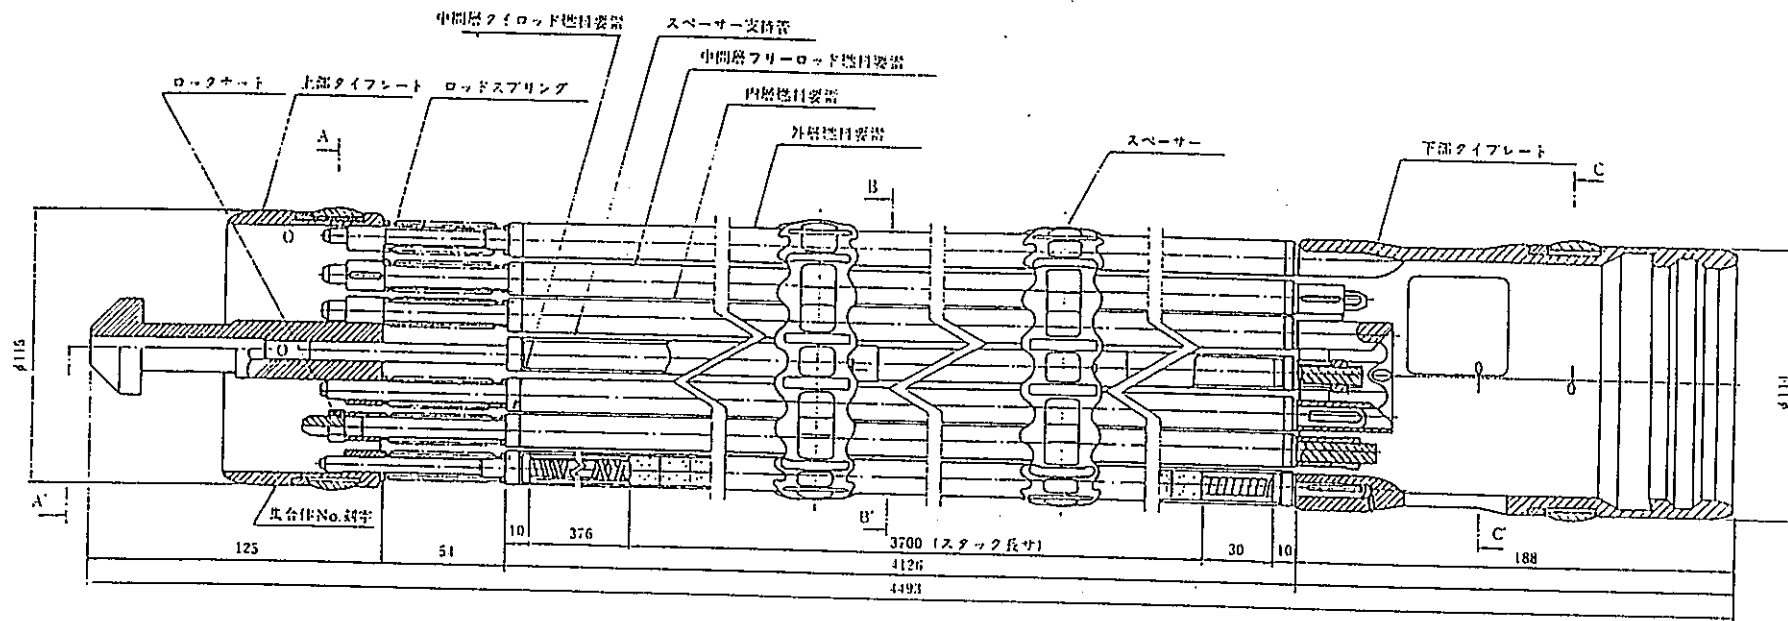 中間層タイロッド燃料要素
スペーサー支持管
中間層フリーロッド燃料要素
ロックナット
上部タイプレート
ロッドスプリング
内層燃料要素
外層燃料要素
スペーサー
下部タイプレート
A
B
C
φ115
A'
集合体No.刻字
B'
C'
10
376
3700 (スタック長サ)
30
10
125
54
4126
188
4493